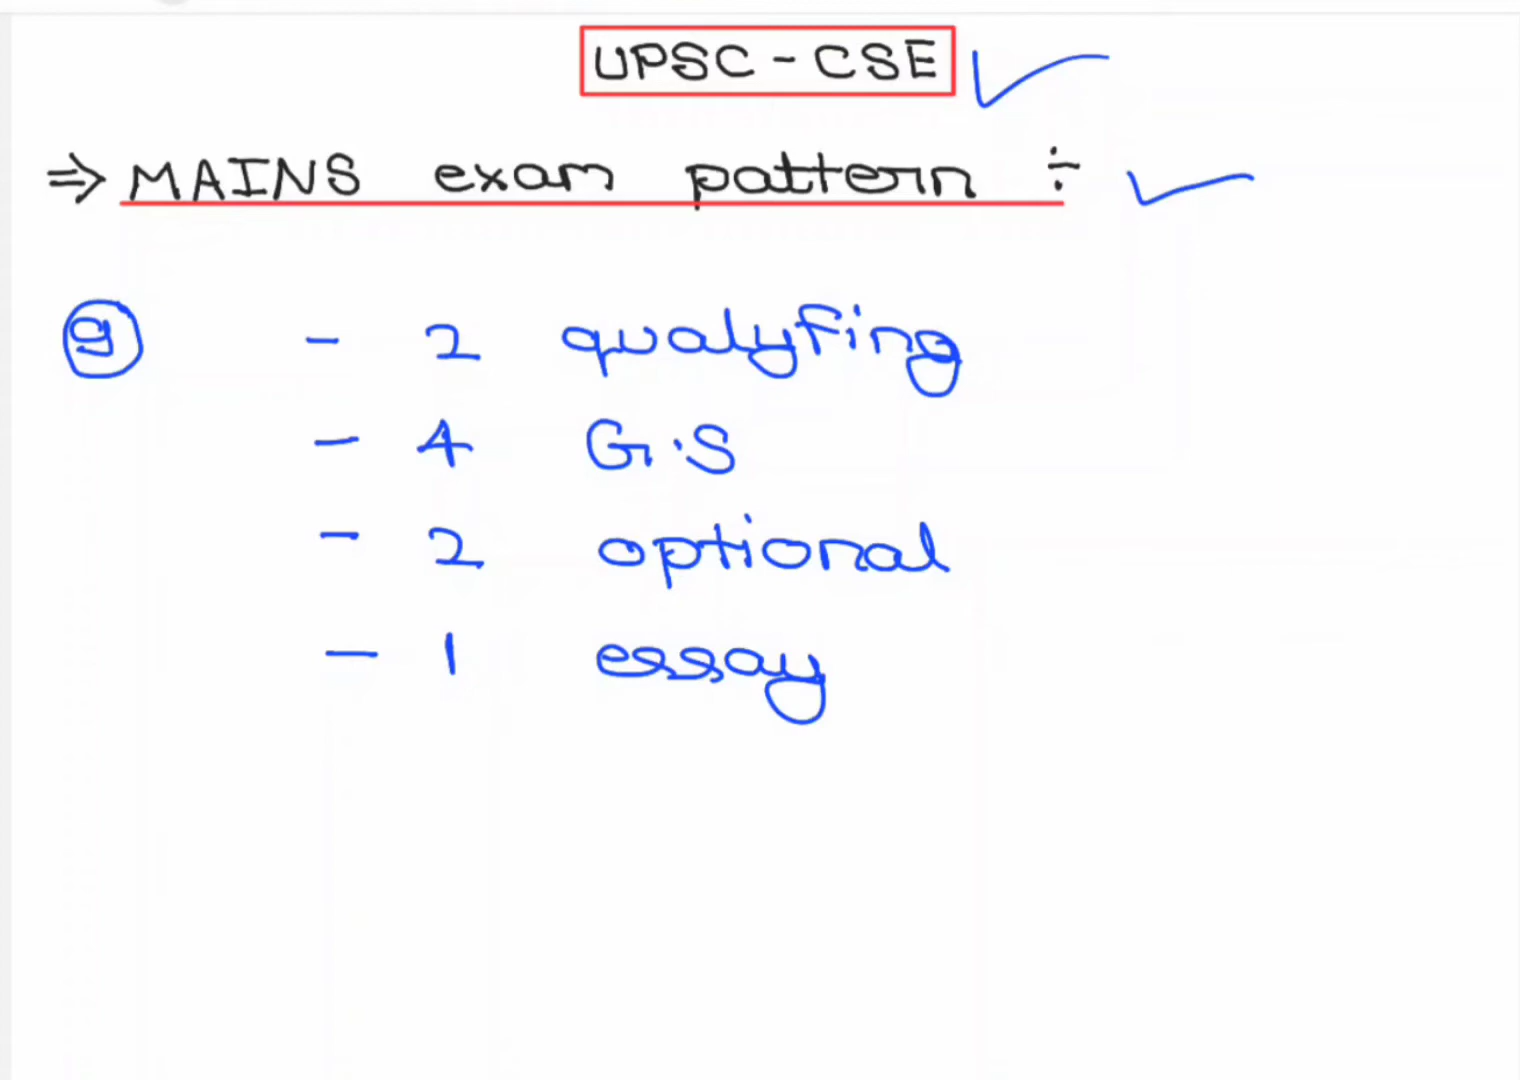 UPSC - CSE
⇒ MAINS exam pattern ÷
9 - 2 qualyfing
- 4 G.S
- 2 optional
- 1 essay